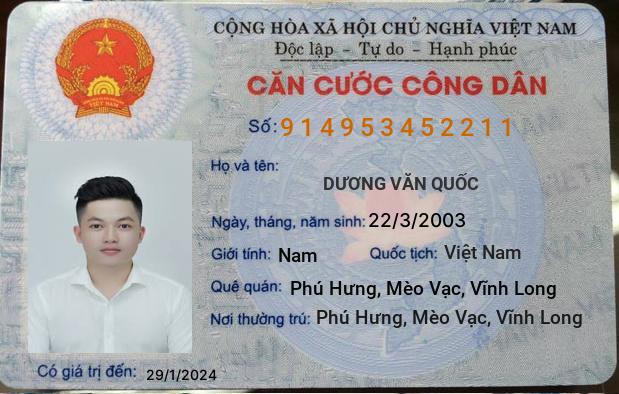 CỘNG HÒA XÃ HỘI CHỦ NGHĨA VIỆT NAM
Độc lập - Tự do - Hạnh phúc
CĂN CƯỚC CÔNG DÂN
Số: 914953452211
Họ và tên:
DƯƠNG VĂN QUỐC
Ngày, tháng, năm sinh: 22/3/2003
Giới tính: Nam Quốc tịch: Việt Nam
Quê quán: Phú Hưng, Mèo Vạc, Vĩnh Long
Nơi thường trú: Phú Hưng, Mèo Vạc, Vĩnh Long
Có giá trị đến: 29/1/2024
VIỆT NAM